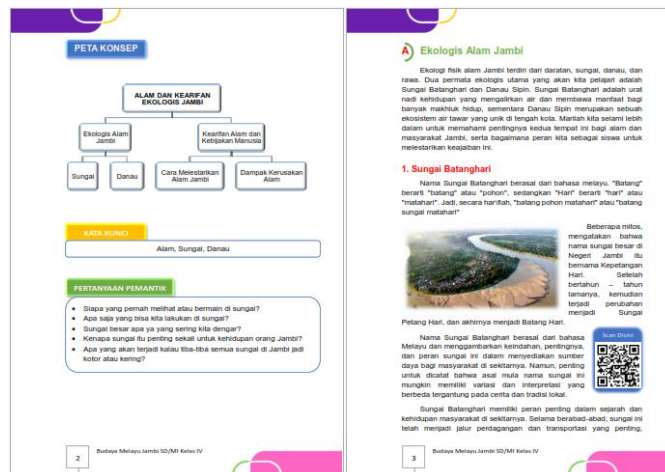 PETA KONSEP
ALAM DAN KEARIFAN
EKOLOGIS JAMBI
Ekologis Alam
Jambi
Kearifan Alam dan
Kebijakan Manusia
Sungai
Danau
Cara Melestarikan
Alam Jambi
Dampak Kerusakan
Alam
KATA KUNCI
Alam, Sungai, Danau
PERTANYAAN PEMANTIK
• Siapa yang pernah melihat atau bermain di sungai?
• Apa saja yang bisa kita lakukan di sungai?
• Sungai besar apa ya yang sering kita dengar?
• Kenapa sungai itu penting sekali untuk kehidupan orang Jambi?
• Apa yang akan terjadi kalau tiba-tiba semua sungai di Jambi jadi
kotor atau kering?
2
Budaya Melayu Jambi SD/MI Kelas IV
A) Ekologis Alam Jambi
Ekologi fisik alam Jambi terdiri dari daratan, sungai, danau, dan
rawa. Dua permata ekologis utama yang akan kita pelajari adalah
Sungai Batanghari dan Danau Sipin. Sungai Batanghari adalah urat
nadi kehidupan yang mengalirkan air dan membawa manfaat bagi
banyak makhluk hidup, sementara Danau Sipin merupakan sebuah
ekosistem air tawar yang unik di tengah kota. Marilah kita selami lebih
dalam untuk memahami pentingnya kedua tempat ini bagi alam dan
masyarakat Jambi, serta bagaimana peran kita sebagai siswa untuk
melestarikan keajaiban ini.
1. Sungai Batanghari
Nama Sungai Batanghari berasal dari bahasa melayu. "Batang"
berarti "batang" atau "pohon", sedangkan "Hari" berarti "hari" atau
"matahari". Jadi, secara harfiah, "batang pohon matahari" atau "batang
sungai matahari"
Beberapa mitos,
mengatakan bahwa
nama sungai besar di
Negeri Jambi itu
bernama Kepetangan
Hari. Setelah
bertahun – tahun
lamanya, kemudian
terjadi perubahan
menjadi Sungai
Petang Hari, dan akhirnya menjadi Batang Hari.
Nama Sungai Batanghari berasal dari bahasa
Melayu dan menggambarkan keindahan, pentingnya,
dan peran sungai ini dalam menyediakan sumber
daya bagi masyarakat di sekitarnya. Namun, penting
untuk dicatat bahwa asal mula nama sungai ini
mungkin memiliki variasi dan interpretasi yang
berbeda tergantung pada cerita dan tradisi lokal.
Scan Disini
Sungai Batanghari memiliki peran penting dalam sejarah dan
kehidupan masyarakat di sekitarnya. Selama berabad-abad, sungai ini
telah menjadi jalur perdagangan dan transportasi yang penting,
3
Budaya Melayu Jambi SD/MI Kelas IV